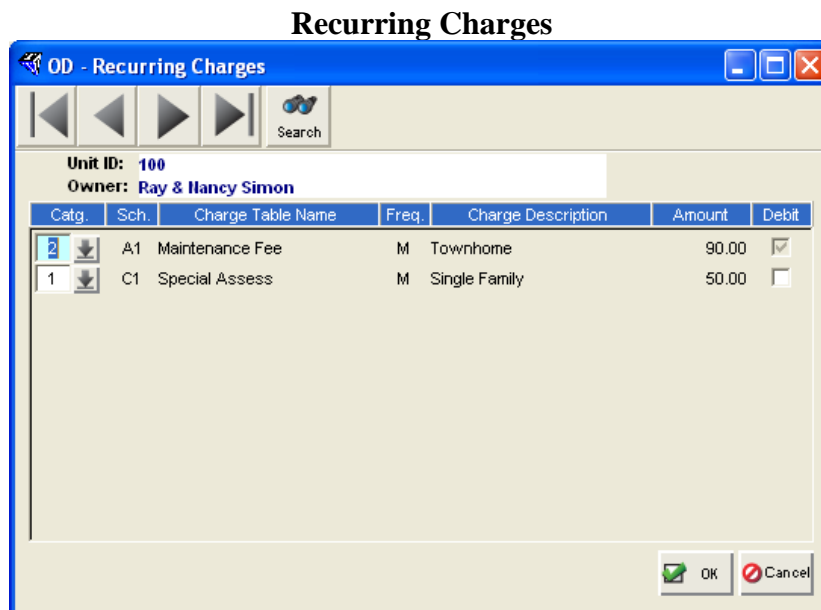 Recurring Charges
OD - Recurring Charges
Search
Unit ID: 100
Owner: Ray & Nancy Simon
Catg. Sch. Charge Table Name Freq. Charge Description Amount Debit
2 A1 Maintenance Fee M Townhome 90.00
1 C1 Special Assess M Single Family 50.00
OK Cancel